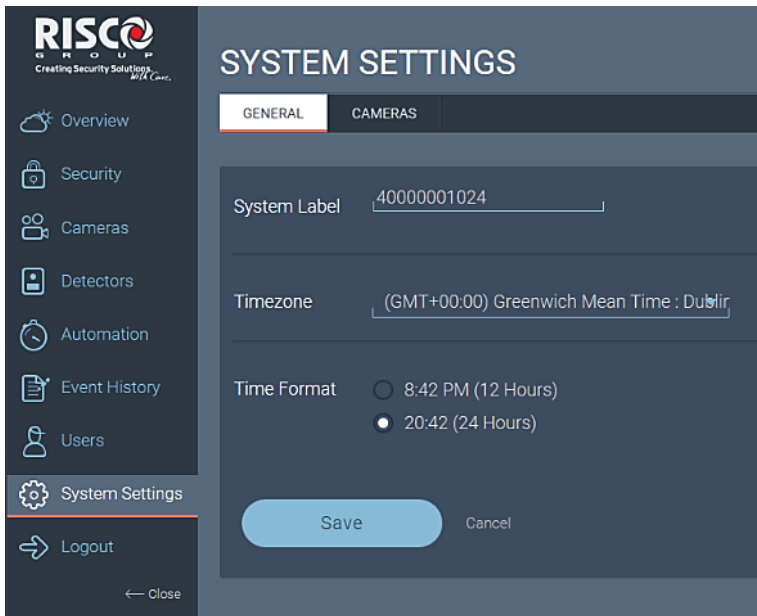 RISCO
GROUP
Creating Security Solutions
With Care.
Overview
Security
Cameras
Detectors
Automation
Event History
Users
System Settings
Logout
← Close
SYSTEM SETTINGS
GENERAL CAMERAS
System Label 40000001024
Timezone (GMT+00:00) Greenwich Mean Time : Dublin
Time Format 8:42 PM (12 Hours)
20:42 (24 Hours)
Save Cancel